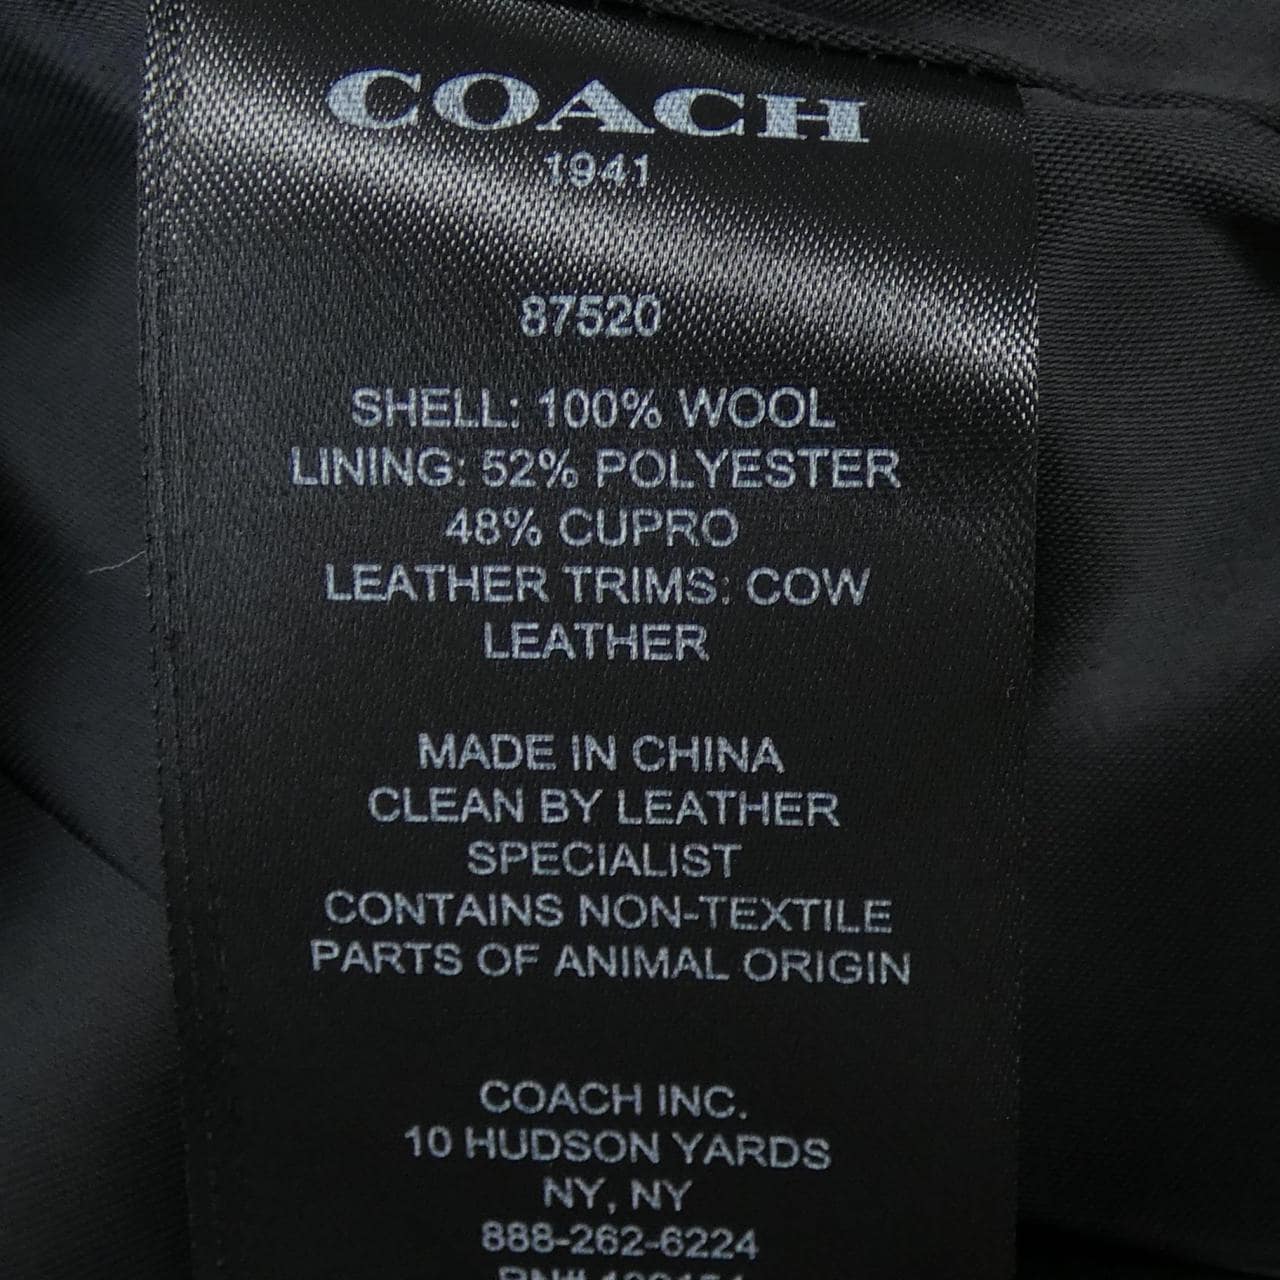 COACH
1941
87520
SHELL: 100% WOOL
LINING: 52% POLYESTER
48% CUPRO
LEATHER TRIMS: COW
LEATHER
MADE IN CHINA
CLEAN BY LEATHER
SPECIALIST
CONTAINS NON-TEXTILE
PARTS OF ANIMAL ORIGIN
COACH INC.
10 HUDSON YARDS
NY, NY
888-262-6224
RN#